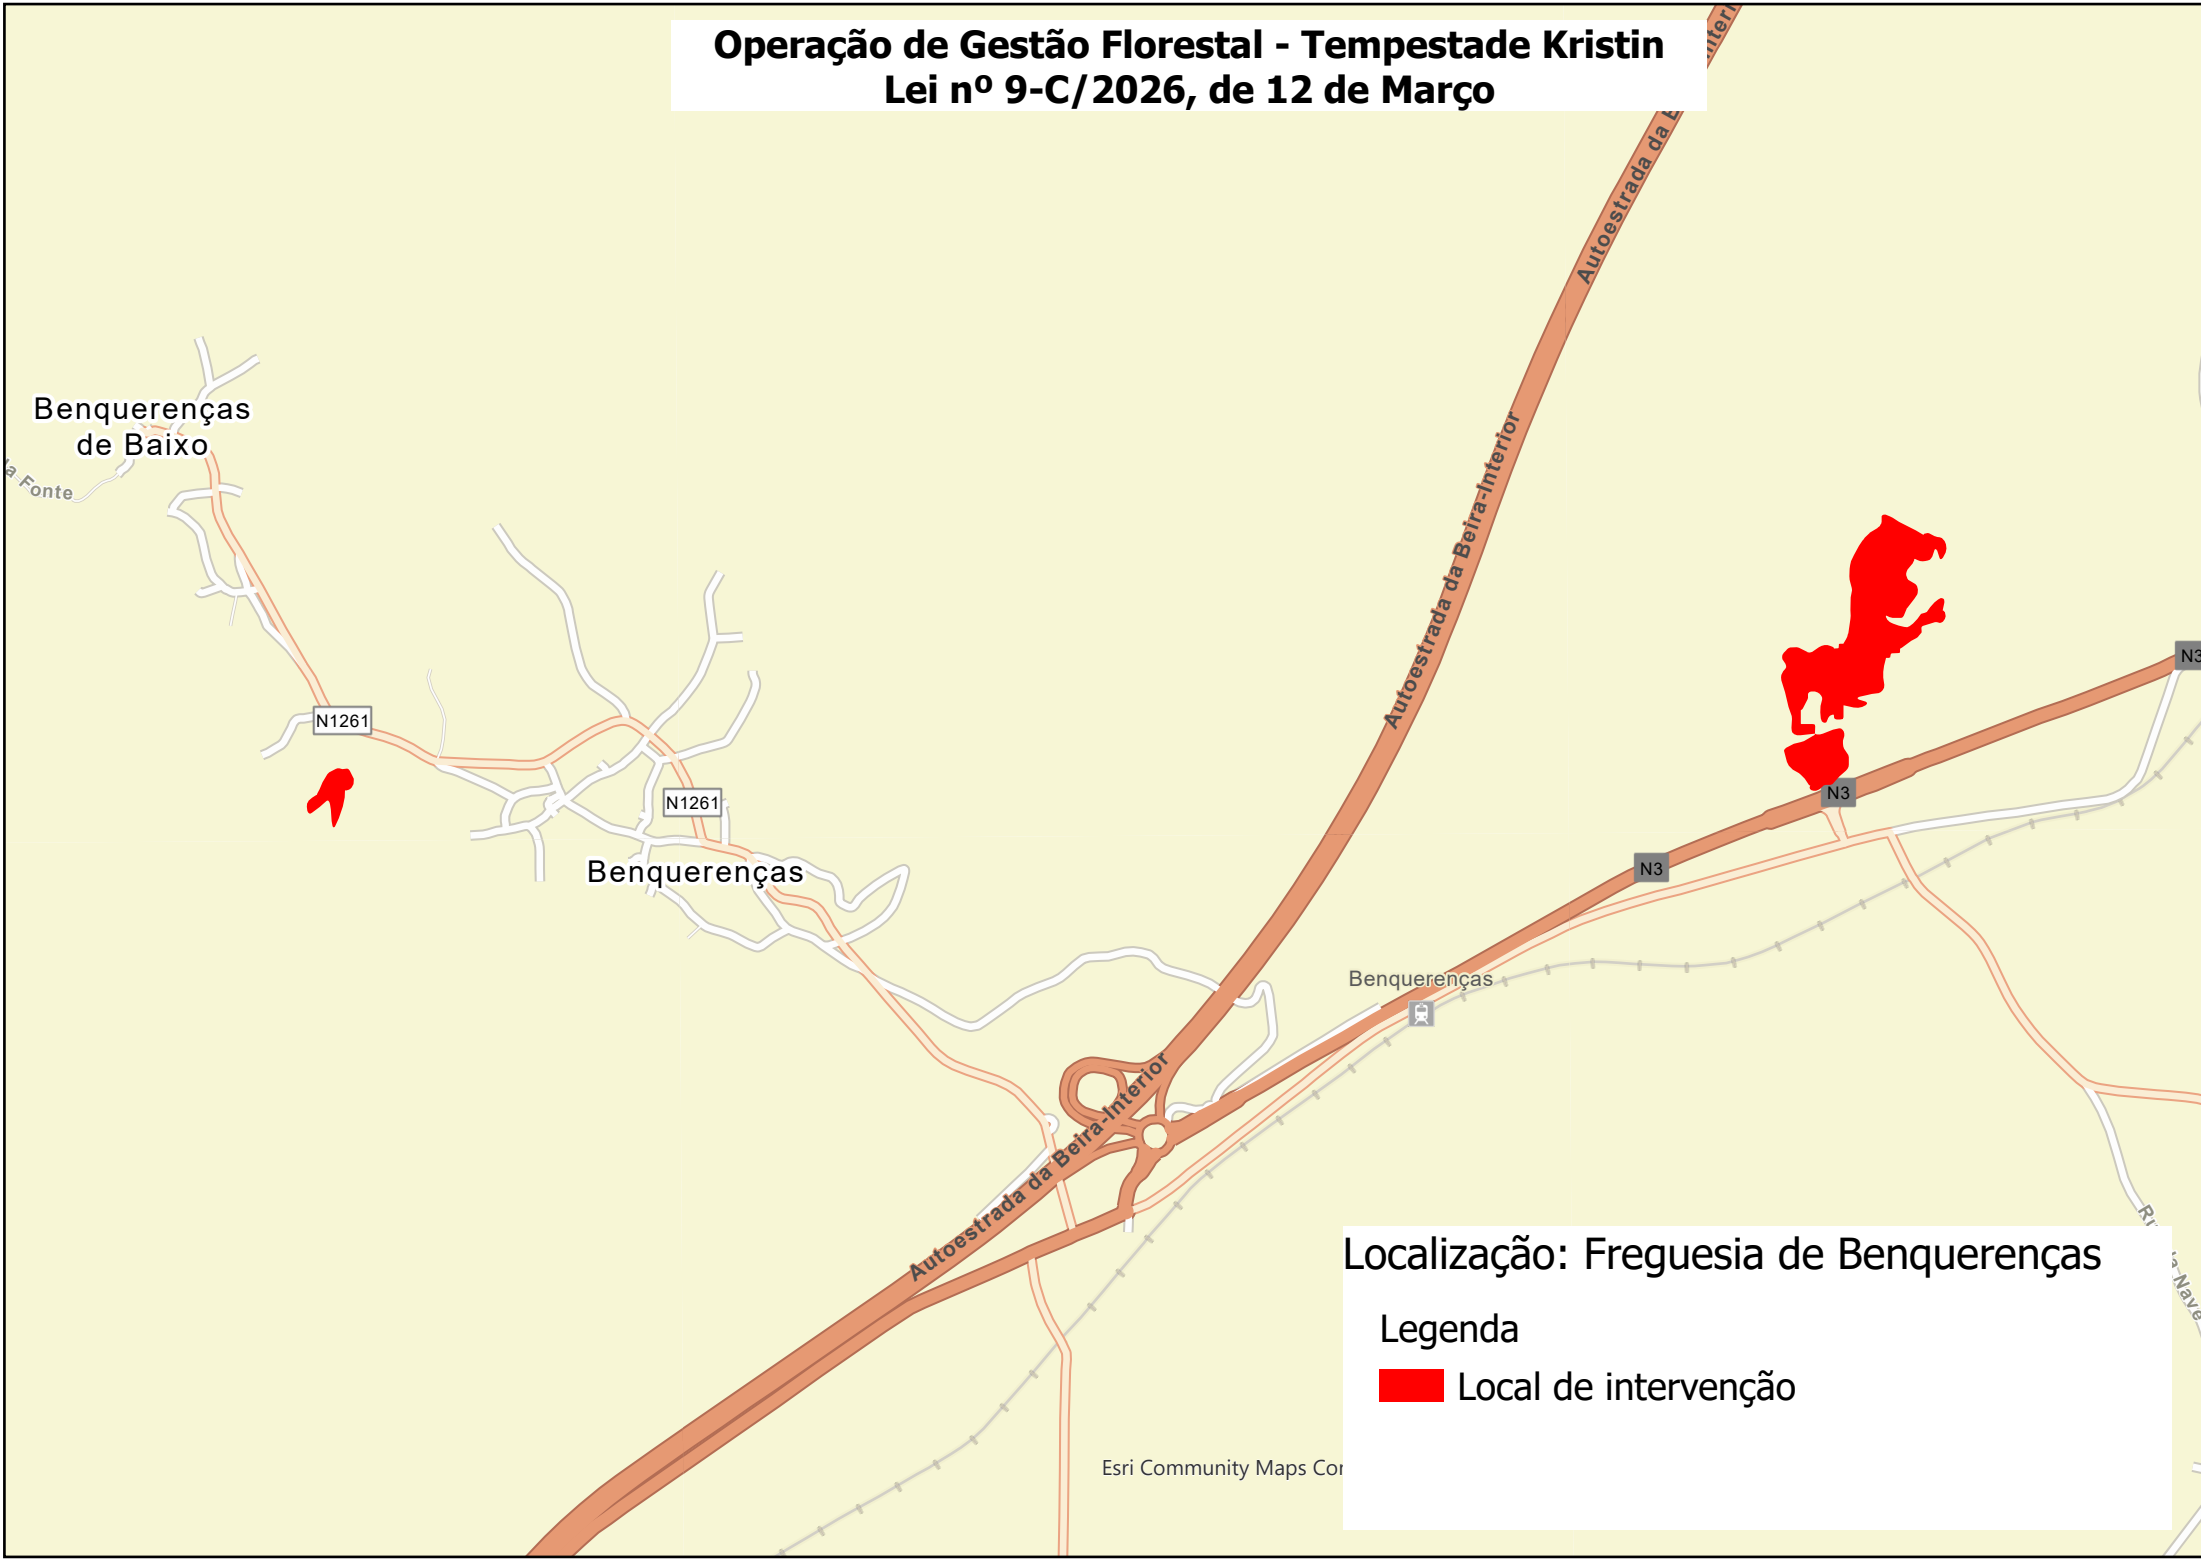 Operação de Gestão Florestal - Tempestade Kristin
Lei nº 9-C/2026, de 12 de Março
Autoestrada da
Benquerenças
de Baixo
Fonte
Autoestrada da Beira-Interior
N3
N1261
N3
N1261
N3
Benquerenças
Benquerenças
Autoestrada da Beira-Interior
Localização: Freguesia de Benquerenças
Legenda
Local de intervenção
Nave
Esri Community Maps